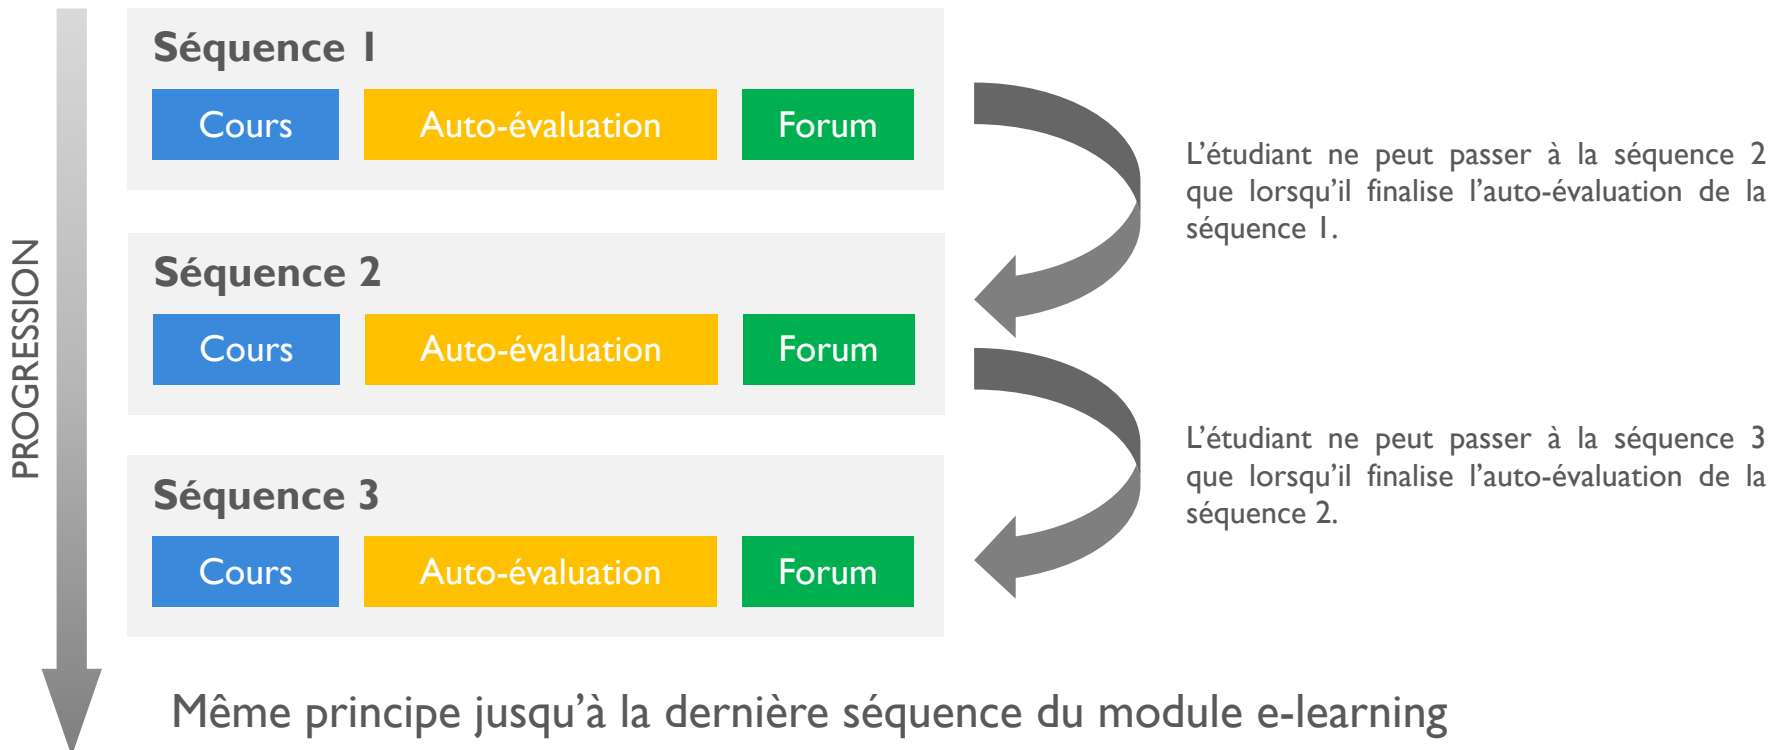 PROGRESSION
Séquence 1
Cours Auto-évaluation Forum
L’étudiant ne peut passer à la séquence 2
que lorsqu’il finalise l’auto-évaluation de la
séquence 1.
Séquence 2
Cours Auto-évaluation Forum
L’étudiant ne peut passer à la séquence 3
que lorsqu’il finalise l’auto-évaluation de la
séquence 2.
Séquence 3
Cours Auto-évaluation Forum
Même principe jusqu’à la dernière séquence du module e-learning